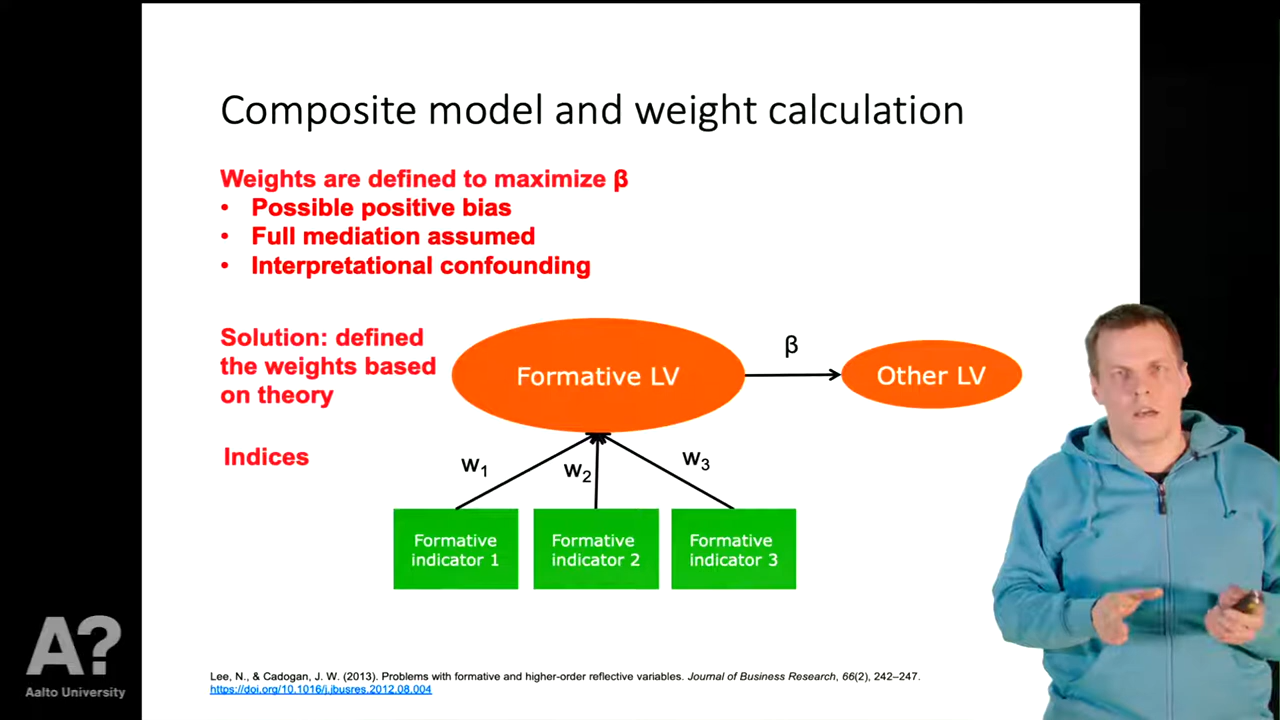 Composite model and weight calculation
Weights are defined to maximize β
• Possible positive bias
• Full mediation assumed
• Interpretational confounding
Solution: defined
the weights based
on theory
Indices
Formative LV
β
Other LV
w1
w2
w3
Formative
indicator 1
Formative
indicator 2
Formative
indicator 3
A?
Aalto University
Lee, N., & Cadogan, J. W. (2013). Problems with formative and higher-order reflective variables. Journal of Business Research, 66(2), 242–247.
https://doi.org/10.1016/j.jbusres.2012.08.004